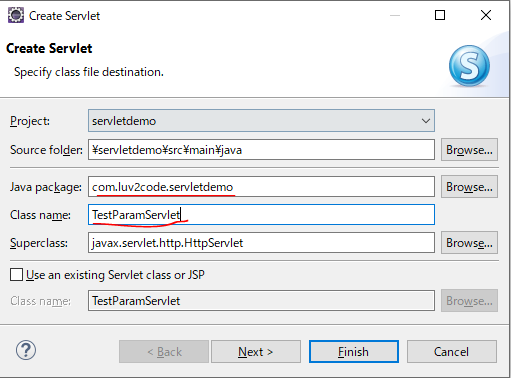 Create Servlet
Create Servlet
Specify class file destination.
S
Project: servletdemo
Source folder: ¥servletdemo¥src¥main¥java Browse...
Java package: com.luv2code.servletdemo Browse...
Class name: TestParamServlet
Superclass: javax.servlet.http.HttpServlet Browse...
Use an existing Servlet class or JSP
Class name: TestParamServlet Browse...
? < Back Next > Finish Cancel